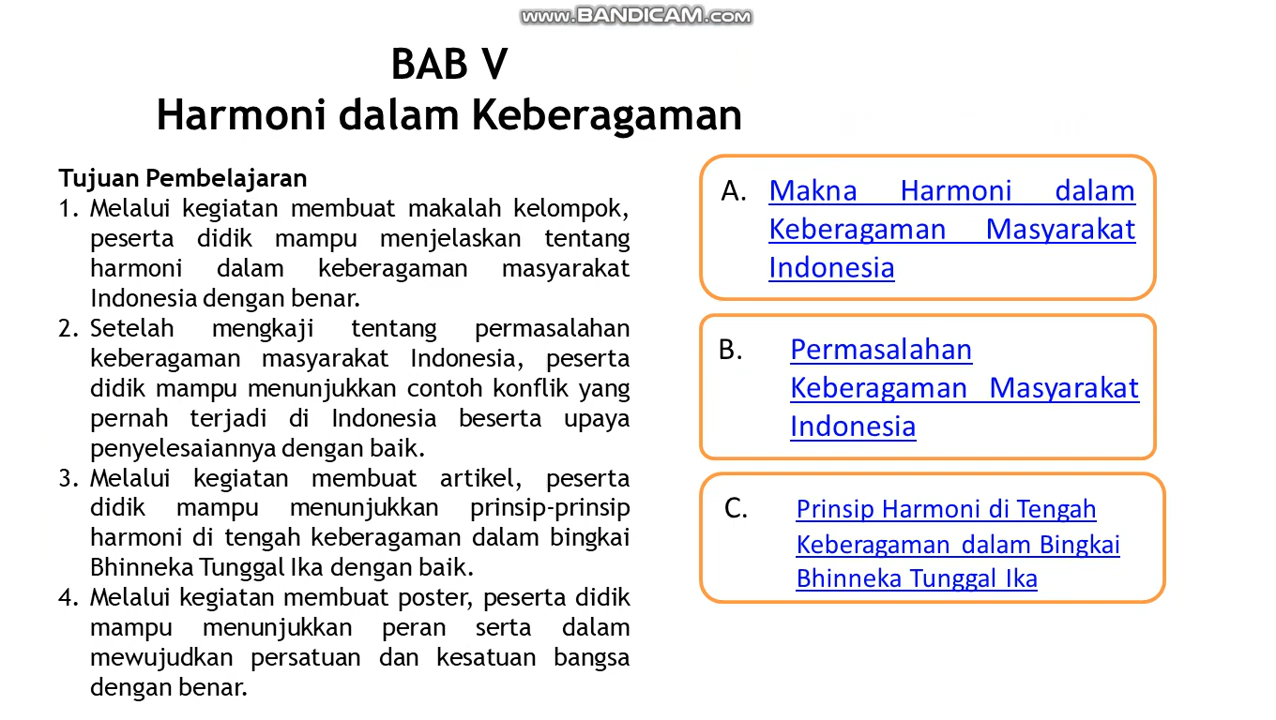 www.BANDICAM.com
BAB V
Harmoni dalam Keberagaman
Tujuan Pembelajaran
1. Melalui kegiatan membuat makalah kelompok,
peserta didik mampu menjelaskan tentang
harmoni dalam keberagaman masyarakat
Indonesia dengan benar.
2. Setelah mengkaji tentang permasalahan
keberagaman masyarakat Indonesia, peserta
didik mampu menunjukkan contoh konflik yang
pernah terjadi di Indonesia beserta upaya
penyelesaiannya dengan baik.
3. Melalui kegiatan membuat artikel, peserta
didik mampu menunjukkan prinsip-prinsip
harmoni di tengah keberagaman dalam bingkai
Bhinneka Tunggal Ika dengan baik.
4. Melalui kegiatan membuat poster, peserta didik
mampu menunjukkan peran serta dalam
mewujudkan persatuan dan kesatuan bangsa
dengan benar.
A. Makna Harmoni dalam
Keberagaman Masyarakat
Indonesia
B. Permasalahan
Keberagaman Masyarakat
Indonesia
C. Prinsip Harmoni di Tengah
Keberagaman dalam Bingkai
Bhinneka Tunggal Ika